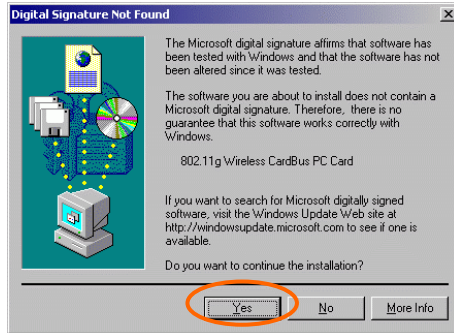 Digital Signature Not Found
The Microsoft digital signature affirms that software has
been tested with Windows and that the software has not
been altered since it was tested.
The software you are about to install does not contain a
Microsoft digital signature. Therefore, there is no
guarantee that this software works correctly with
Windows.
802.11g Wireless CardBus PC Card
If you want to search for Microsoft digitally signed
software, visit the Windows Update Web site at
http://windowsupdate.microsoft.com to see if one is
available.
Do you want to continue the installation?
Yes No More Info